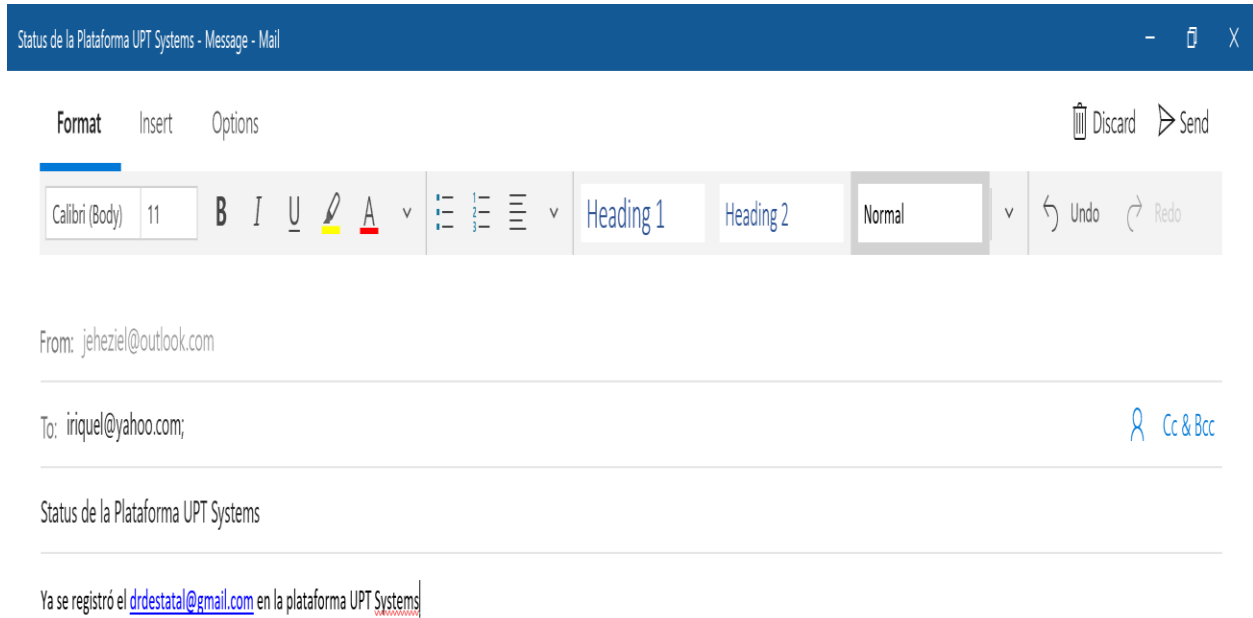 Status de la Plataforma UPT Systems - Message - Mail
Format Insert Options Discard Send
Calibri (Body) 11 B I U A Heading 1 Heading 2 Normal Undo Redo
From: jeheziel@outlook.com
To: iriquel@yahoo.com; Cc & Bcc
Status de la Plataforma UPT Systems
Ya se registró el drdestatal@gmail.com en la plataforma UPT Systems